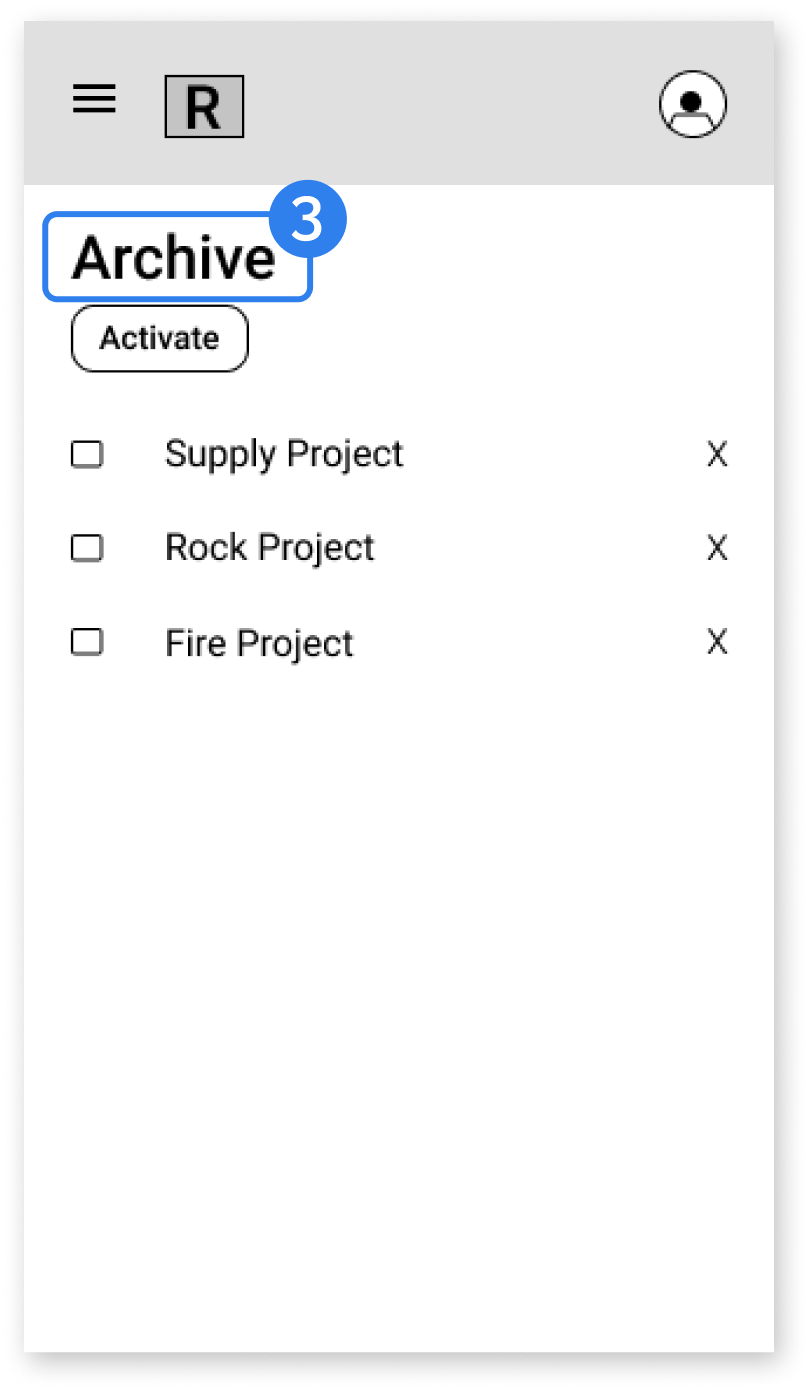 R
3
Archive
Activate
Supply Project X
Rock Project X
Fire Project X